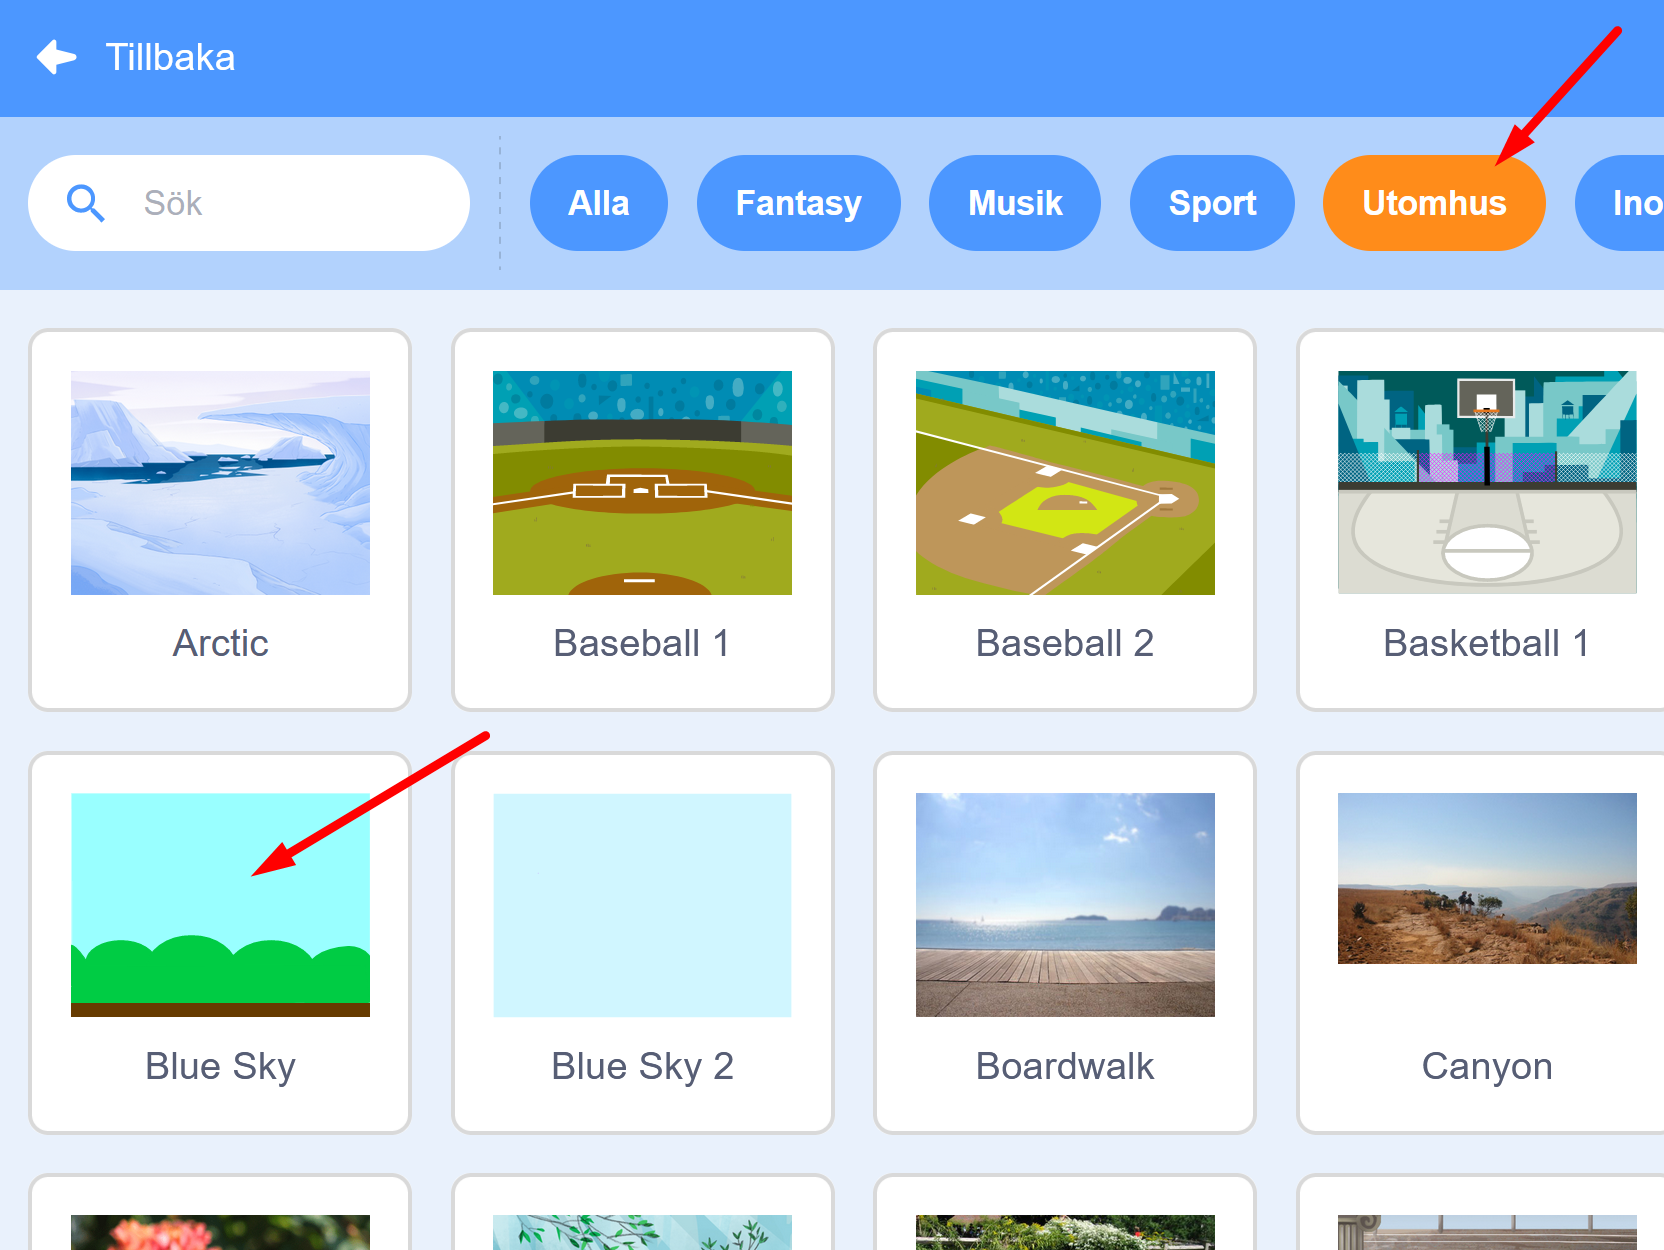 Tillbaka
Sök
Alla
Fantasy
Musik
Sport
Utomhus
Ino
Arctic
Baseball 1
Baseball 2
Basketball 1
Blue Sky
Blue Sky 2
Boardwalk
Canyon